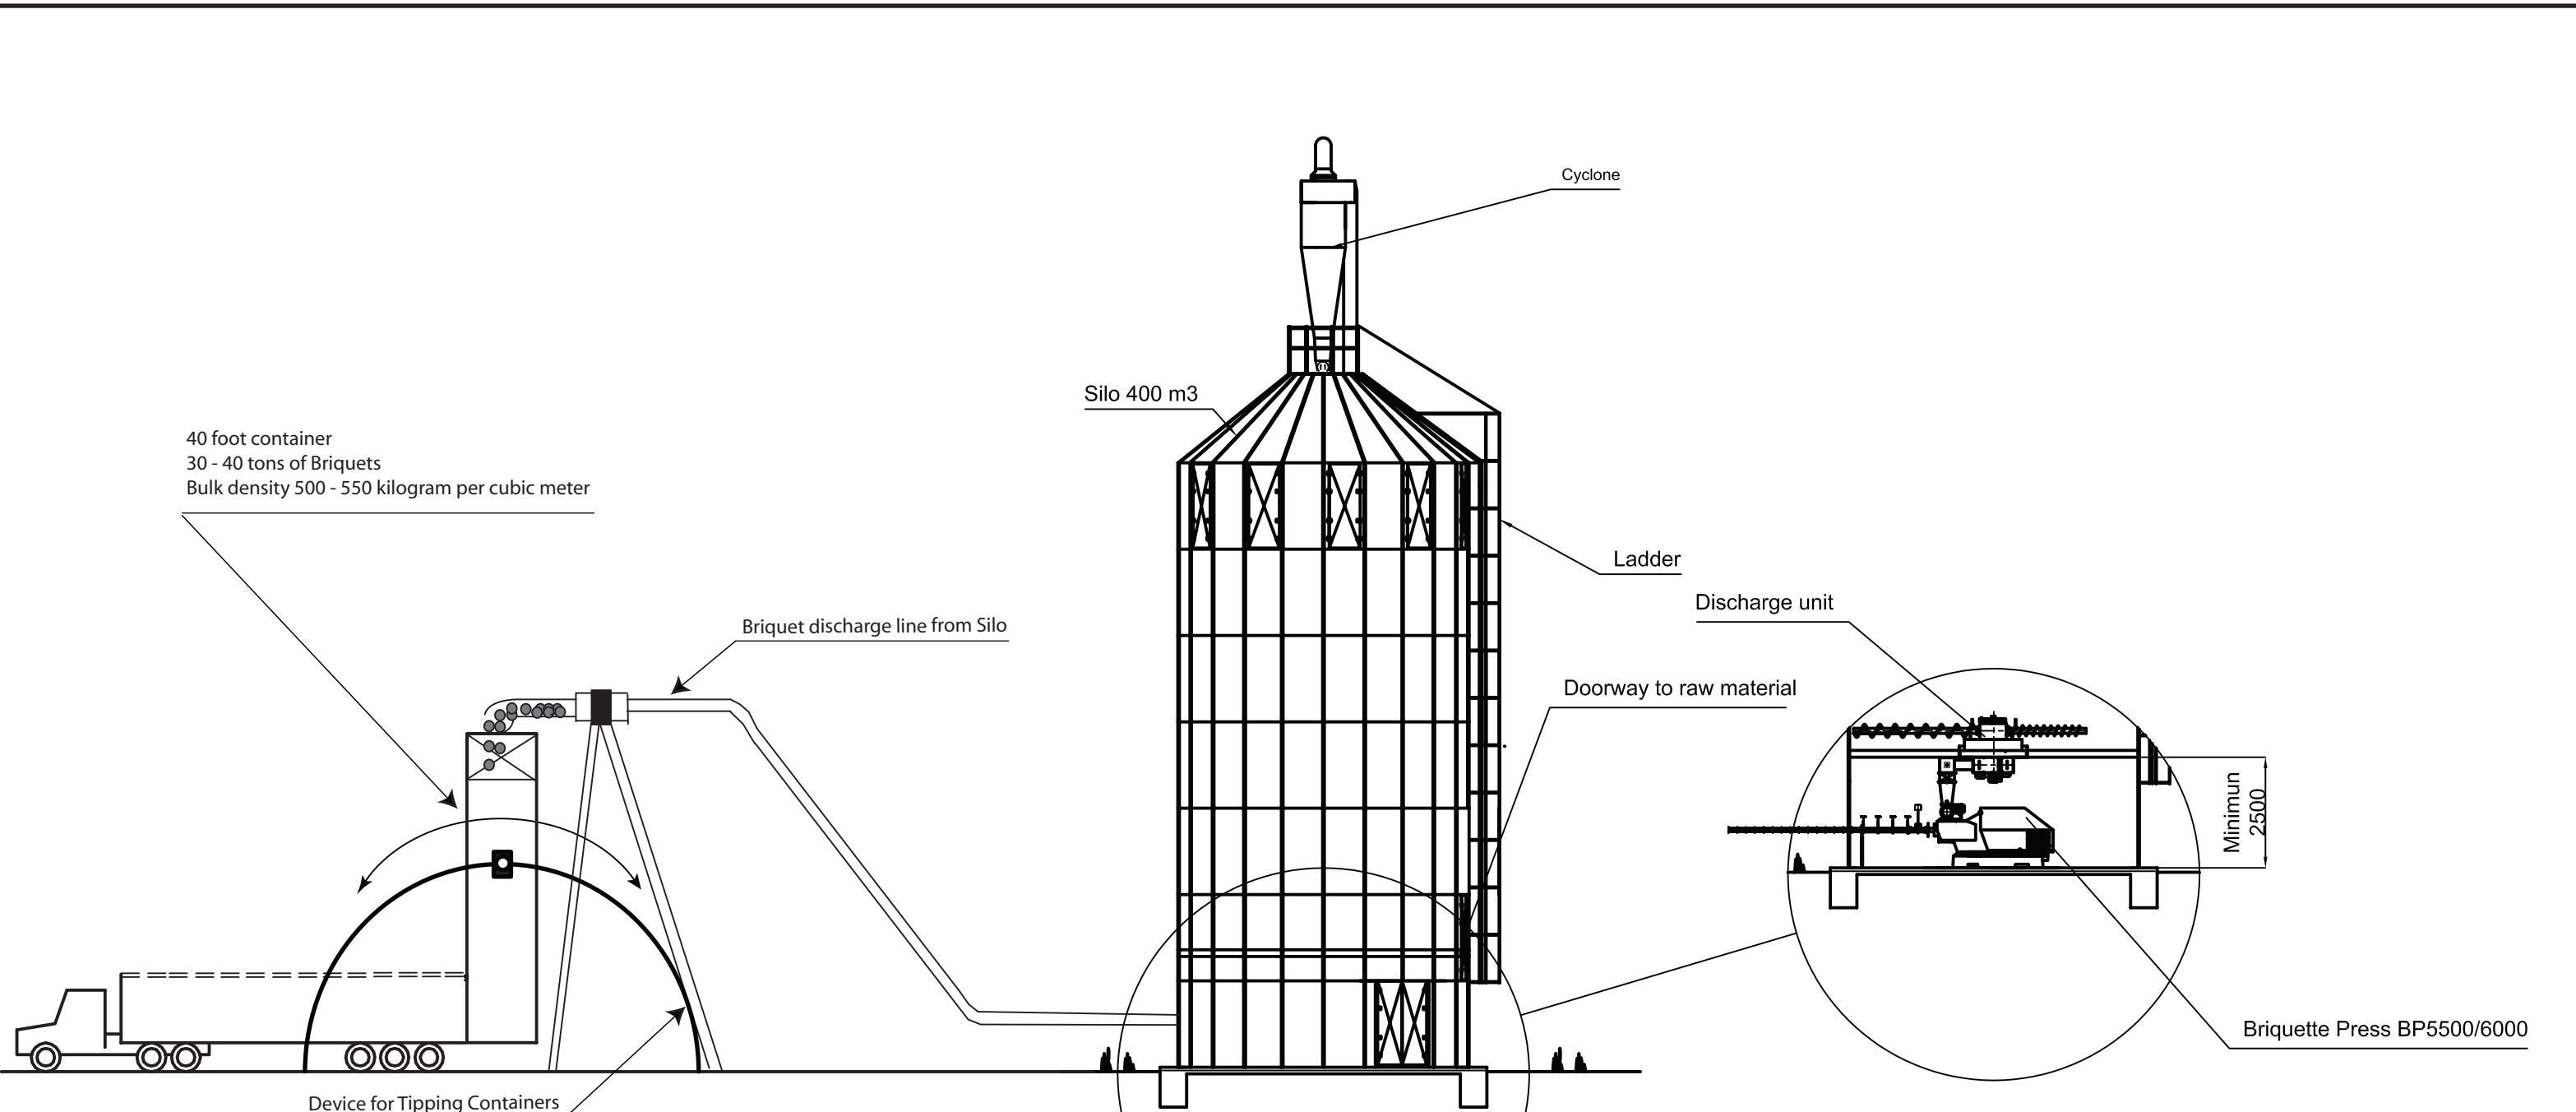 Cyclone
Silo 400 m3
40 foot container
30 - 40 tons of Briquets
Bulk density 500 - 550 kilogram per cubic meter
Ladder
Discharge unit
Briquet discharge line from Silo
Doorway to raw material
Minimun
2500
Briquette Press BP5500/6000
Device for Tipping Containers